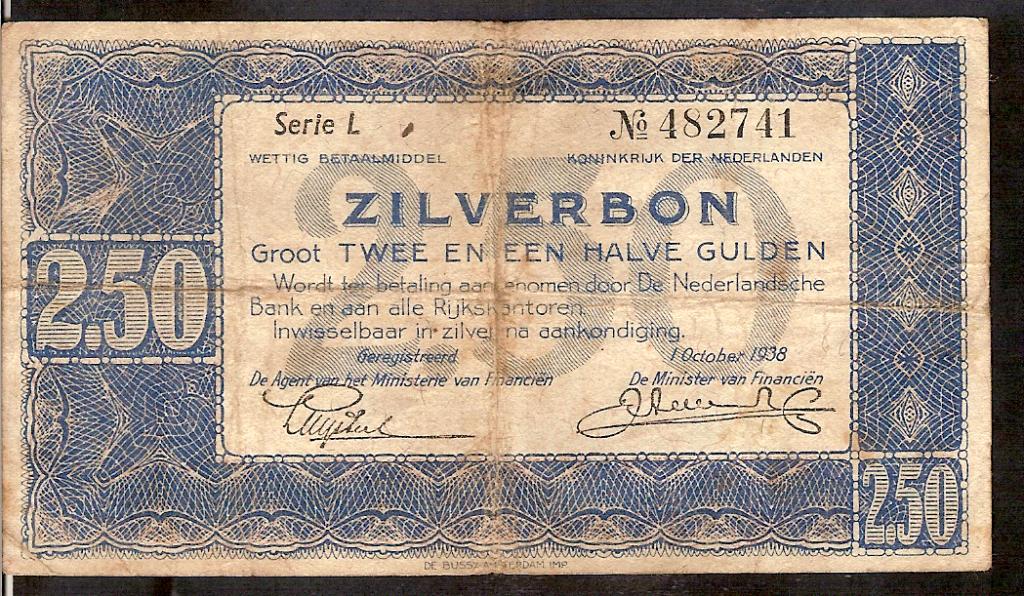 Serie L № 482741
WETTIG BETAALMIDDEL KONINKRIJK DER NEDERLANDEN
ZILVERBON
Groot TWEE EN EEN HALVE GULDEN
Wordt ter betaling aangenomen door De Nederlandsche
Bank en aan alle Rijkskantoren.
Inwisselbaar in zilver na aankondiging.
Geregistreerd 1 October 1938
De Agent van het Ministerie van Financiën De Minister van Financiën
2.50
2.50
2.50
DE BUSSY AMSTERDAM IMP.